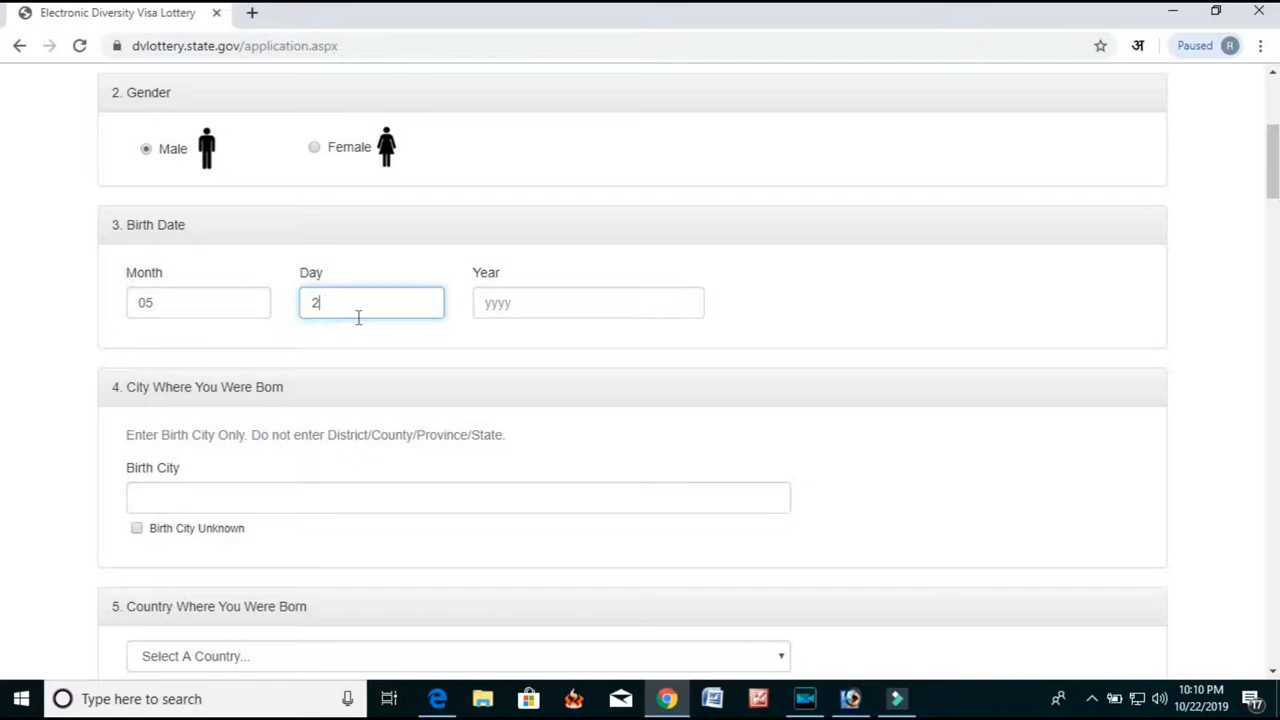 Electronic Diversity Visa Lottery
dvlottery.state.gov/application.aspx
अ
Paused R
2. Gender
Male
Female
3. Birth Date
Month Day Year
05 2 yyyy
4. City Where You Were Born
Enter Birth City Only. Do not enter District/County/Province/State.
Birth City
Birth City Unknown
5. Country Where You Were Born
Select A Country...
Type here to search
10:10 PM
10/22/2019
17